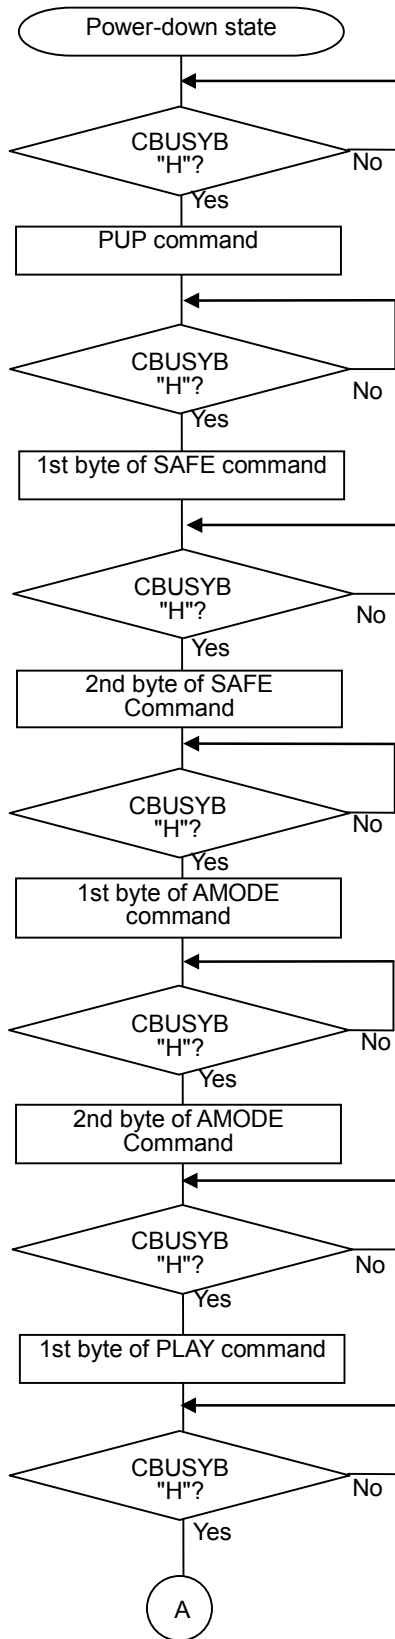 Power-down state
CBUSYB
"H"?
No
Yes
PUP command
CBUSYB
"H"?
No
Yes
1st byte of SAFE command
CBUSYB
"H"?
No
Yes
2nd byte of SAFE
Command
CBUSYB
"H"?
No
Yes
1st byte of AMODE
command
CBUSYB
"H"?
No
Yes
2nd byte of AMODE
Command
CBUSYB
"H"?
No
Yes
1st byte of PLAY command
CBUSYB
"H"?
No
Yes
A